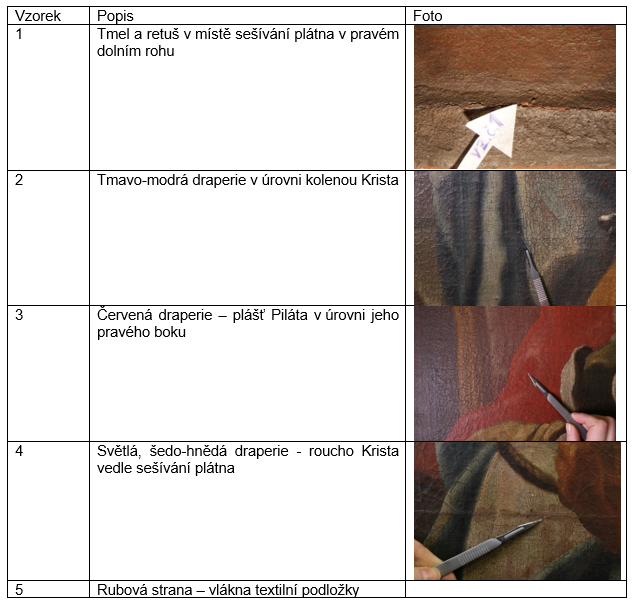 Vzorek Popis Foto
1 Tmel a retuš v místě sešívání plátna v pravém
dolním rohu
VZ.č1
2 Tmavo-modrá draperie v úrovni kolenou Krista
3 Červená draperie – plášť Piláta v úrovni jeho
pravého boku
4 Světlá, šedo-hnědá draperie - roucho Krista
vedle sešívání plátna
5 Rubová strana – vlákna textilní podložky